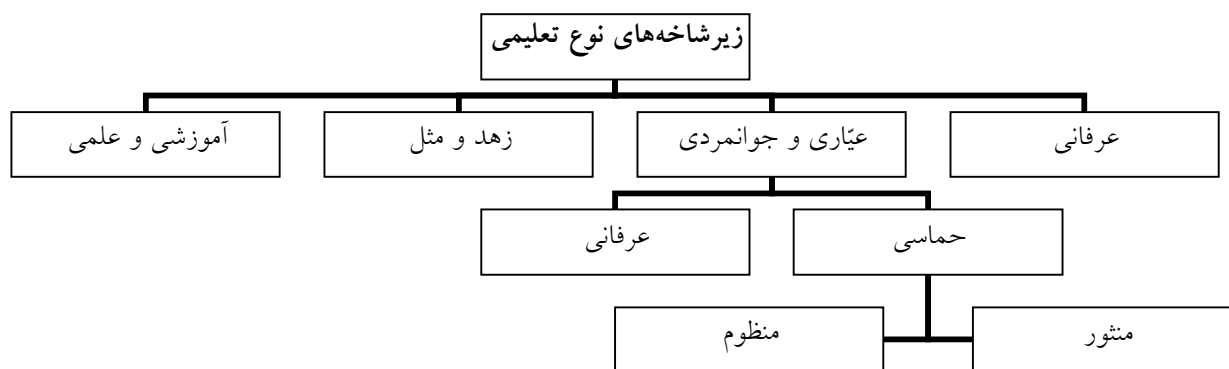 زیرشاخه‌های نوع تعلیمی
عرفانی
عیّاری و جوانمردی
زهد و مثل
آموزشی و علمی
حماسی
عرفانی
منثور
منظوم